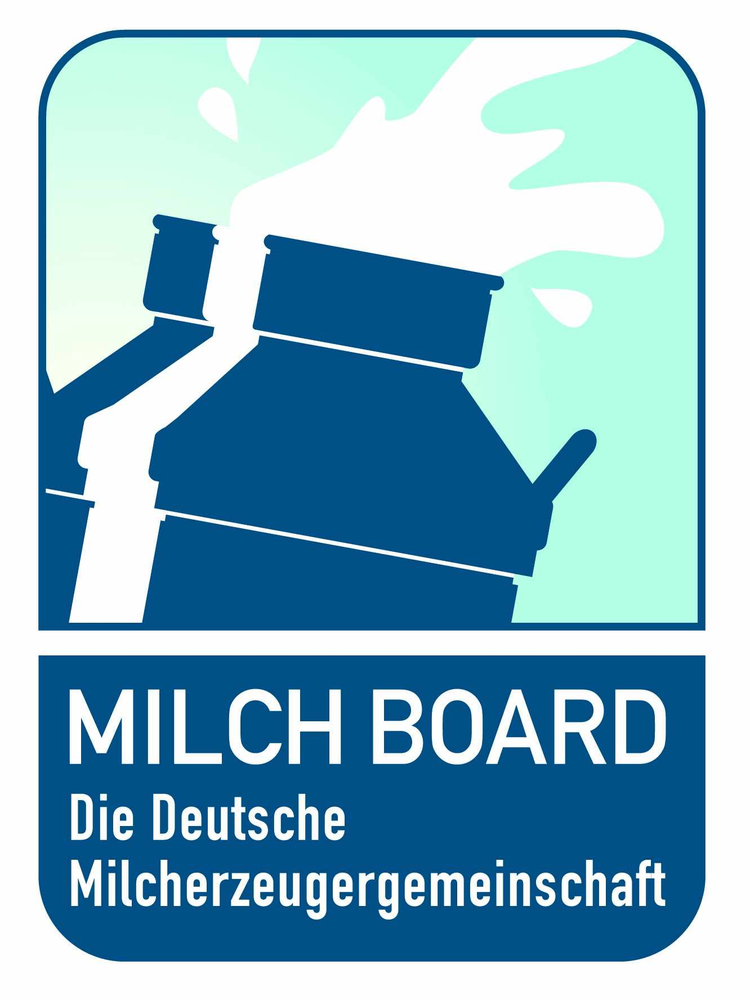 MILCH BOARD
Die Deutsche
Milcherzeugergemeinschaft